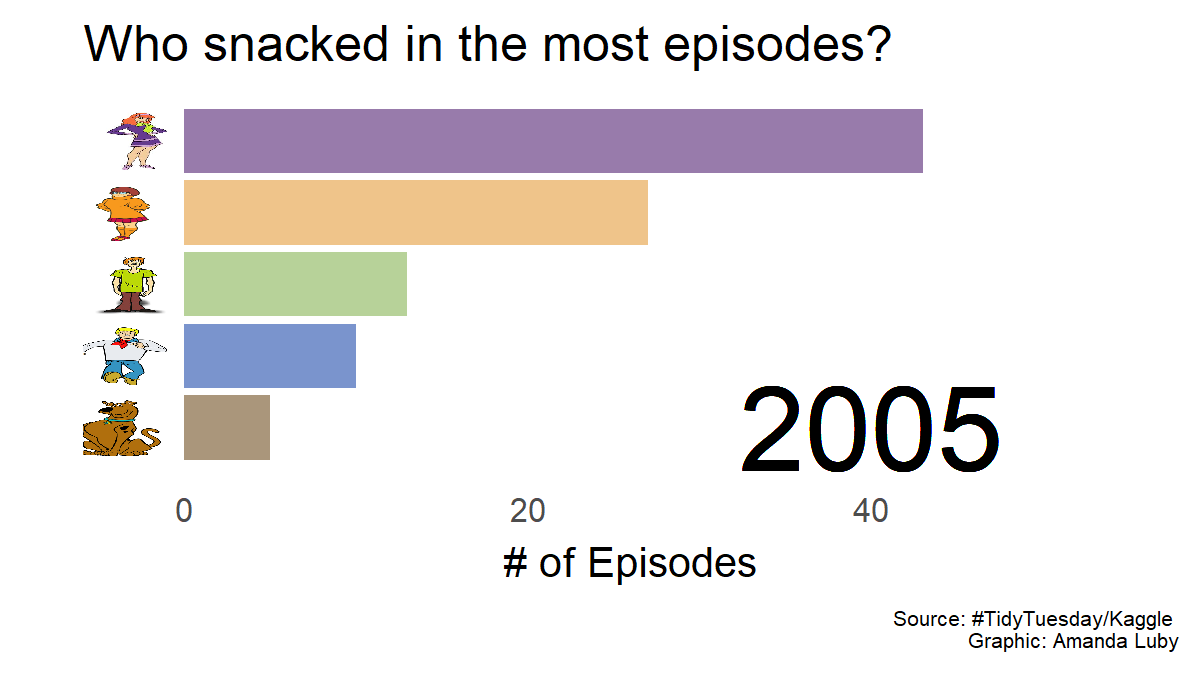 Who snacked in the most episodes?
2005
0 20 40
# of Episodes
Source: #TidyTuesday/Kaggle
Graphic: Amanda Luby